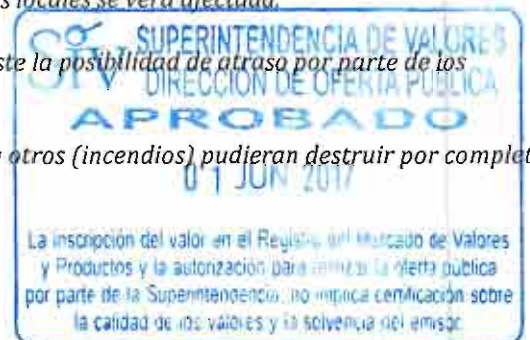 s locales se verá afectada.
SIV SUPERINTENDENCIA DE VALORES
ste la posibilidad de atraso por parte de los
DIRECCIÓN DE OFERTA PÚBLICA
APROBADO
otros (incendios) pudieran destruir por complet
01 JUN 2017
La inscripción del valor en el Registro del Mercado de Valores
y Productos y la autorización para realizar la oferta pública
por parte de la Superintendencia, no implica certificación sobre
la calidad de los valores y la solvencia del emisor.